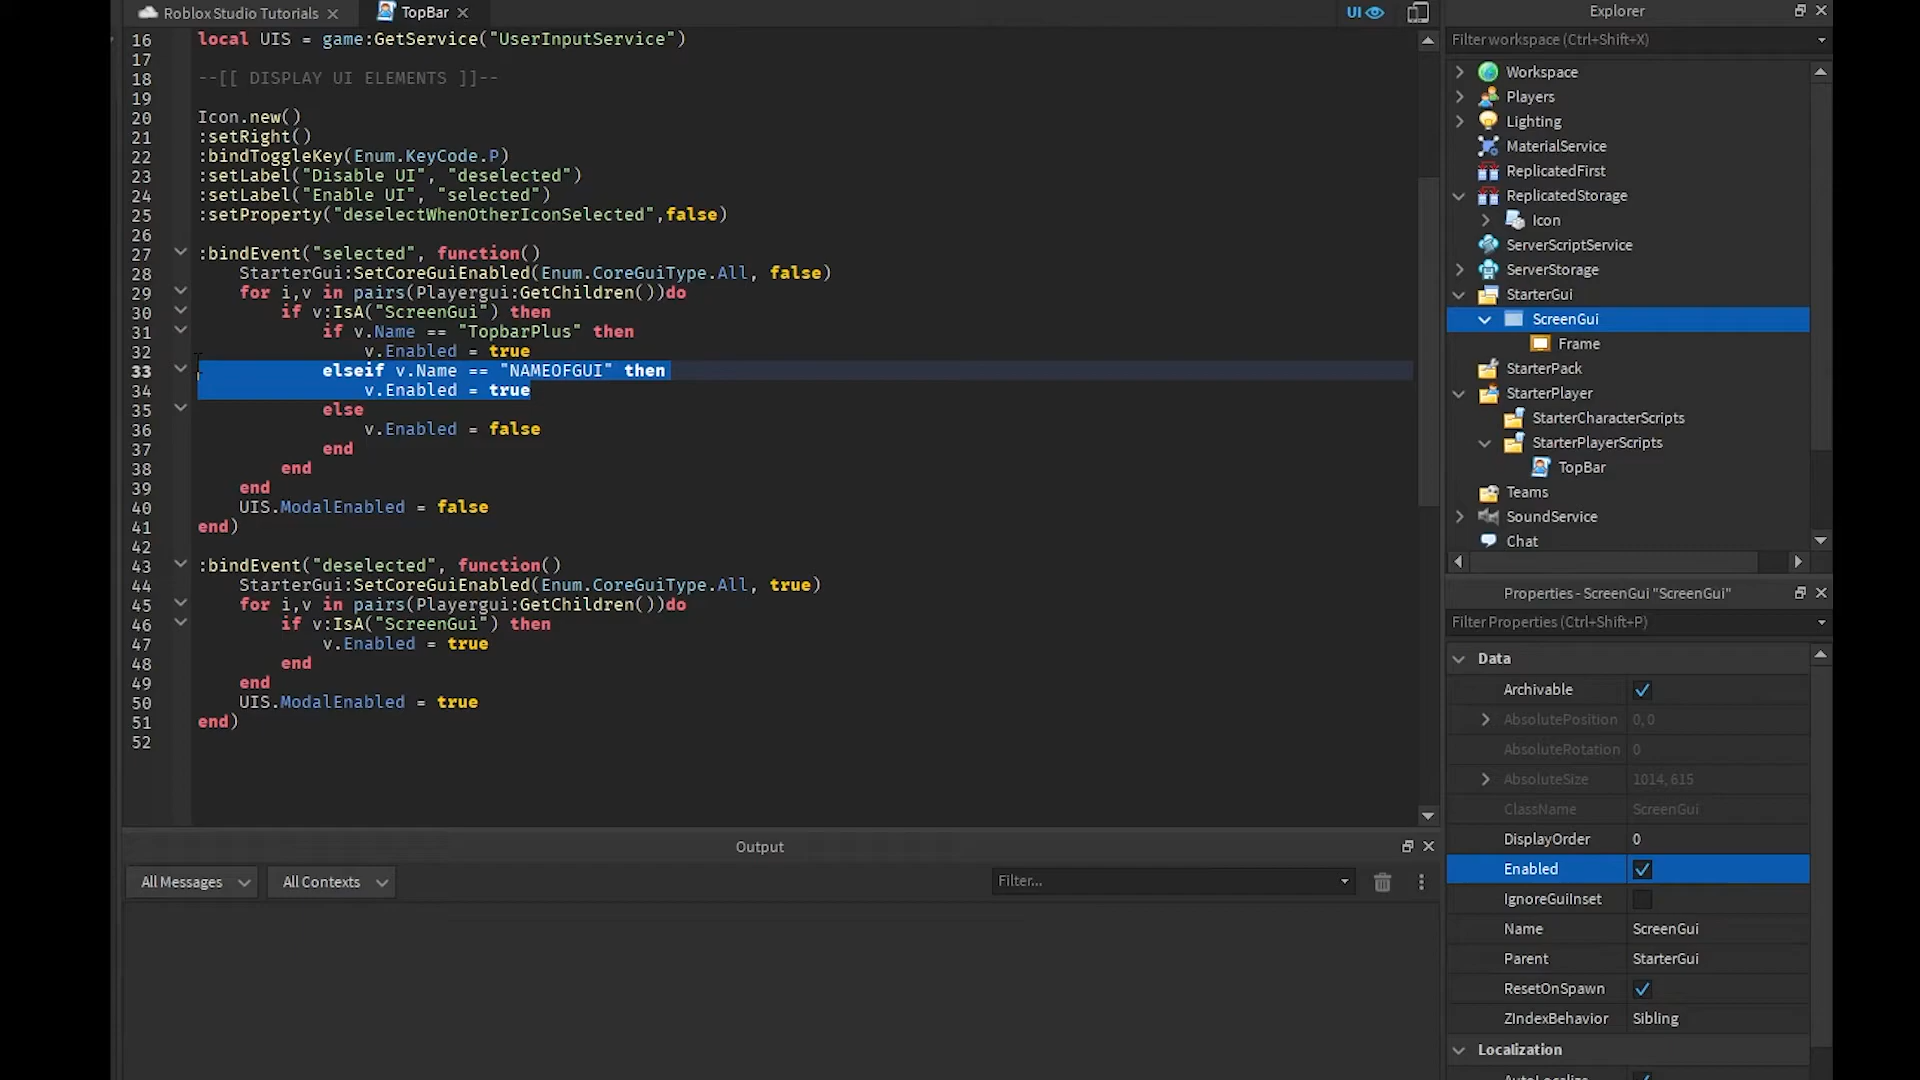 Roblox Studio Tutorials
TopBar
UI
16 local UIS = game:GetService("UserInputService")
17
18 --[[ DISPLAY UI ELEMENTS ]]--
19
20 Icon.new()
21 :setRight()
22 :bindToggleKey(Enum.KeyCode.P)
23 :setLabel("Disable UI", "deselected")
24 :setLabel("Enable UI", "selected")
25 :setProperty("deselectWhenOtherIconSelected",false)
26
27 :bindEvent("selected", function()
28 StarterGui:SetCoreGuiEnabled(Enum.CoreGuiType.All, false)
29 for i,v in pairs(Playergui:GetChildren())do
30 if v:IsA("ScreenGui") then
31 if v.Name == "TopbarPlus" then
32 v.Enabled = true
33 elseif v.Name == "NAMEOFGUI" then
34 v.Enabled = true
35 else
36 v.Enabled = false
37 end
38 end
39 end
40 UIS.ModalEnabled = false
41 end)
42
43 :bindEvent("deselected", function()
44 StarterGui:SetCoreGuiEnabled(Enum.CoreGuiType.All, true)
45 for i,v in pairs(Playergui:GetChildren())do
46 if v:IsA("ScreenGui") then
47 v.Enabled = true
48 end
49 end
50 UIS.ModalEnabled = true
51 end)
52
Output
All Messages
All Contexts
Filter...
Explorer
Filter workspace (Ctrl+Shift+X)
Workspace
Players
Lighting
MaterialService
ReplicatedFirst
ReplicatedStorage
Icon
ServerScriptService
ServerStorage
StarterGui
ScreenGui
Frame
StarterPack
StarterPlayer
StarterCharacterScripts
StarterPlayerScripts
TopBar
Teams
SoundService
Chat
Properties - ScreenGui "ScreenGui"
Filter Properties (Ctrl+Shift+P)
Data
Archivable
AbsolutePosition 0, 0
AbsoluteRotation 0
AbsoluteSize 1014, 615
ClassName ScreenGui
DisplayOrder 0
Enabled
IgnoreGuiInset
Name ScreenGui
Parent StarterGui
ResetOnSpawn
ZIndexBehavior Sibling
Localization
AutoLocalize